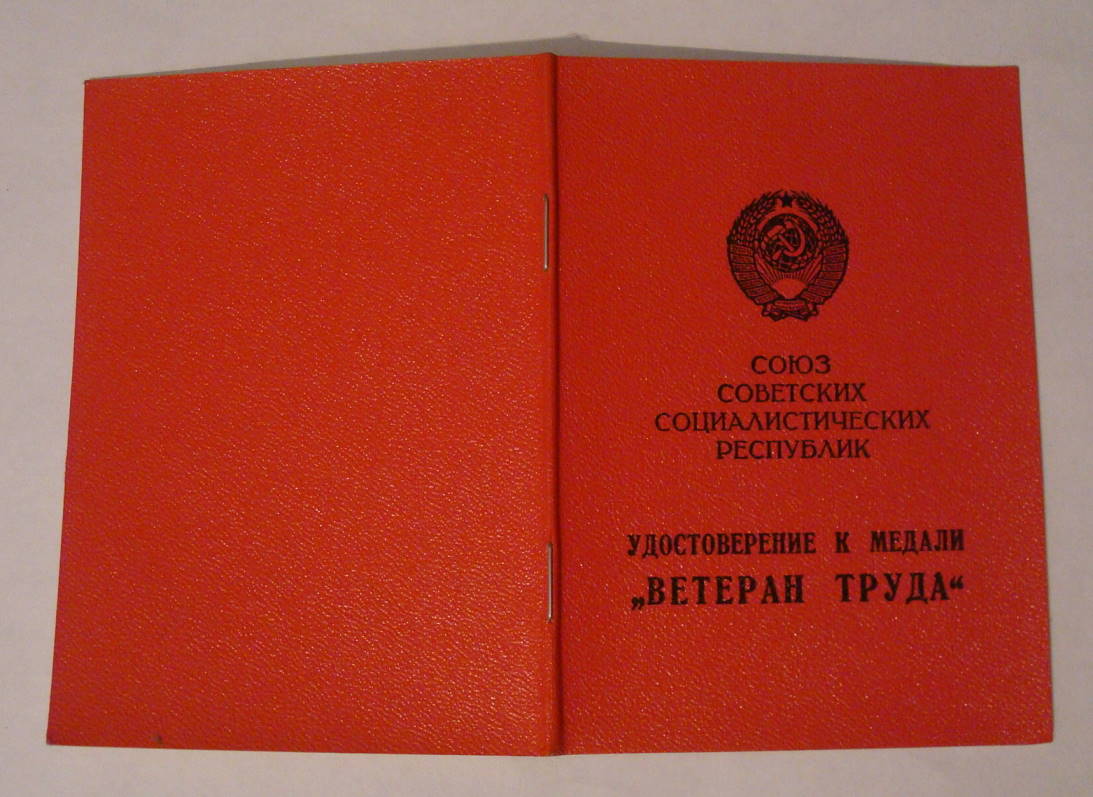 СОЮЗ
СОВЕТСКИХ
СОЦИАЛИСТИЧЕСКИХ
РЕСПУБЛИК
УДОСТОВЕРЕНИЕ К МЕДАЛИ
„ВЕТЕРАН ТРУДА“